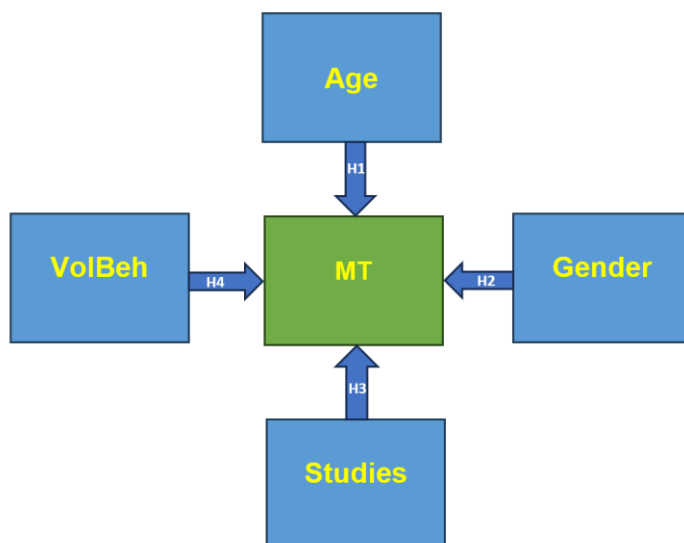 Age
H1
VolBeh
H4
MT
H2
Gender
H3
Studies